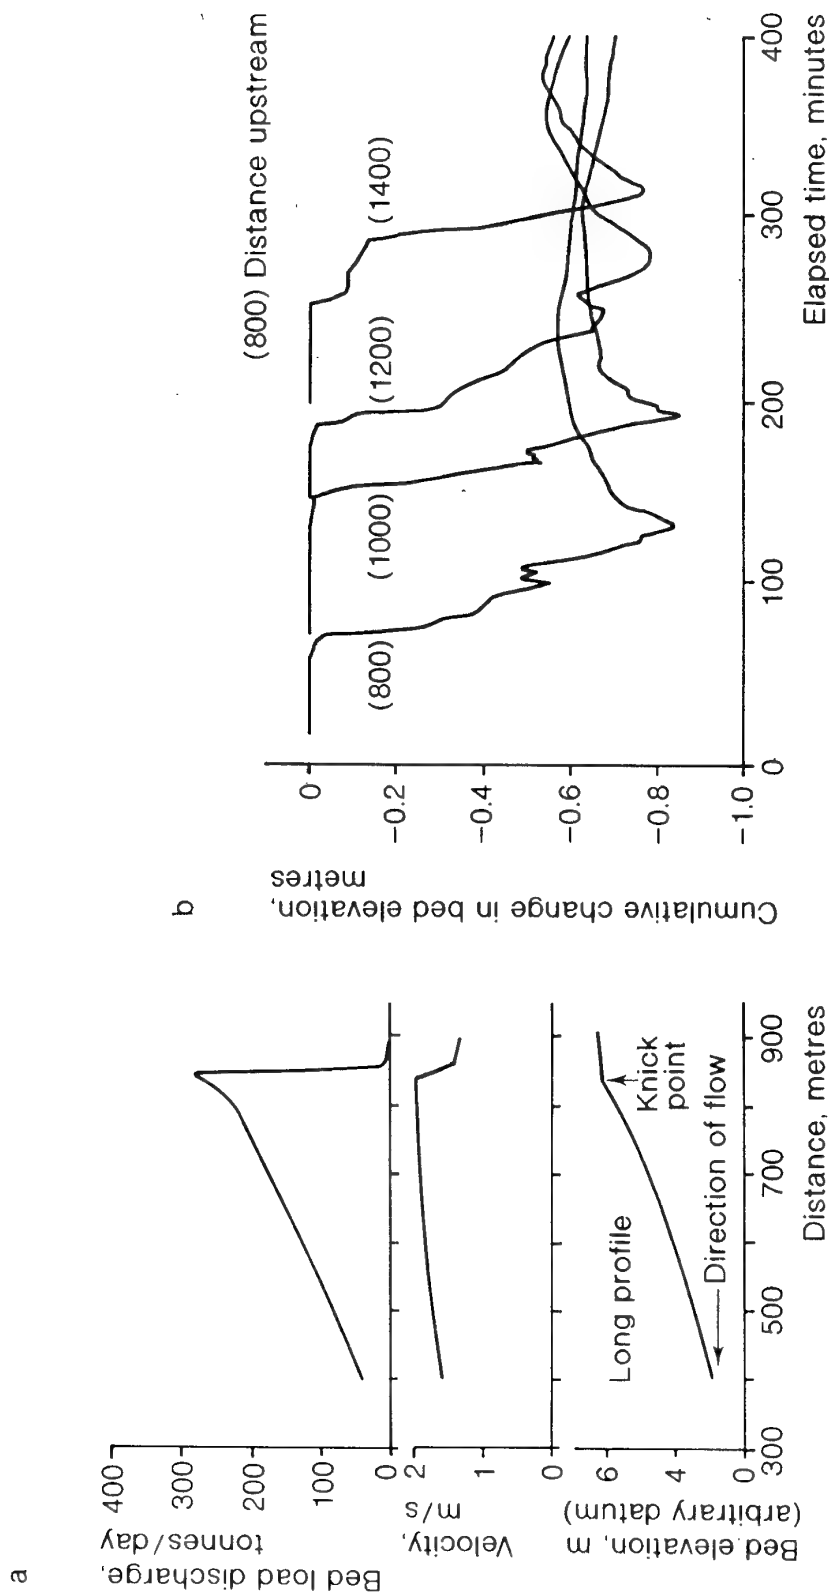 a
400
300
200
100
0
Bed load discharge,
tonnes/day
2
1
0
Velocity,
m/s
6
4
0
Bed elevation, m
(arbitrary datum)
Long profile
Knick
point
Direction of flow
300
500
700
900
Distance, metres
b
(800) Distance upstream
0
−0.2
−0.4
−0.6
−0.8
−1.0
Cumulative change in bed elevation,
metres
(800)
(1000)
(1200)
(1400)
0
100
200
300
400
Elapsed time, minutes